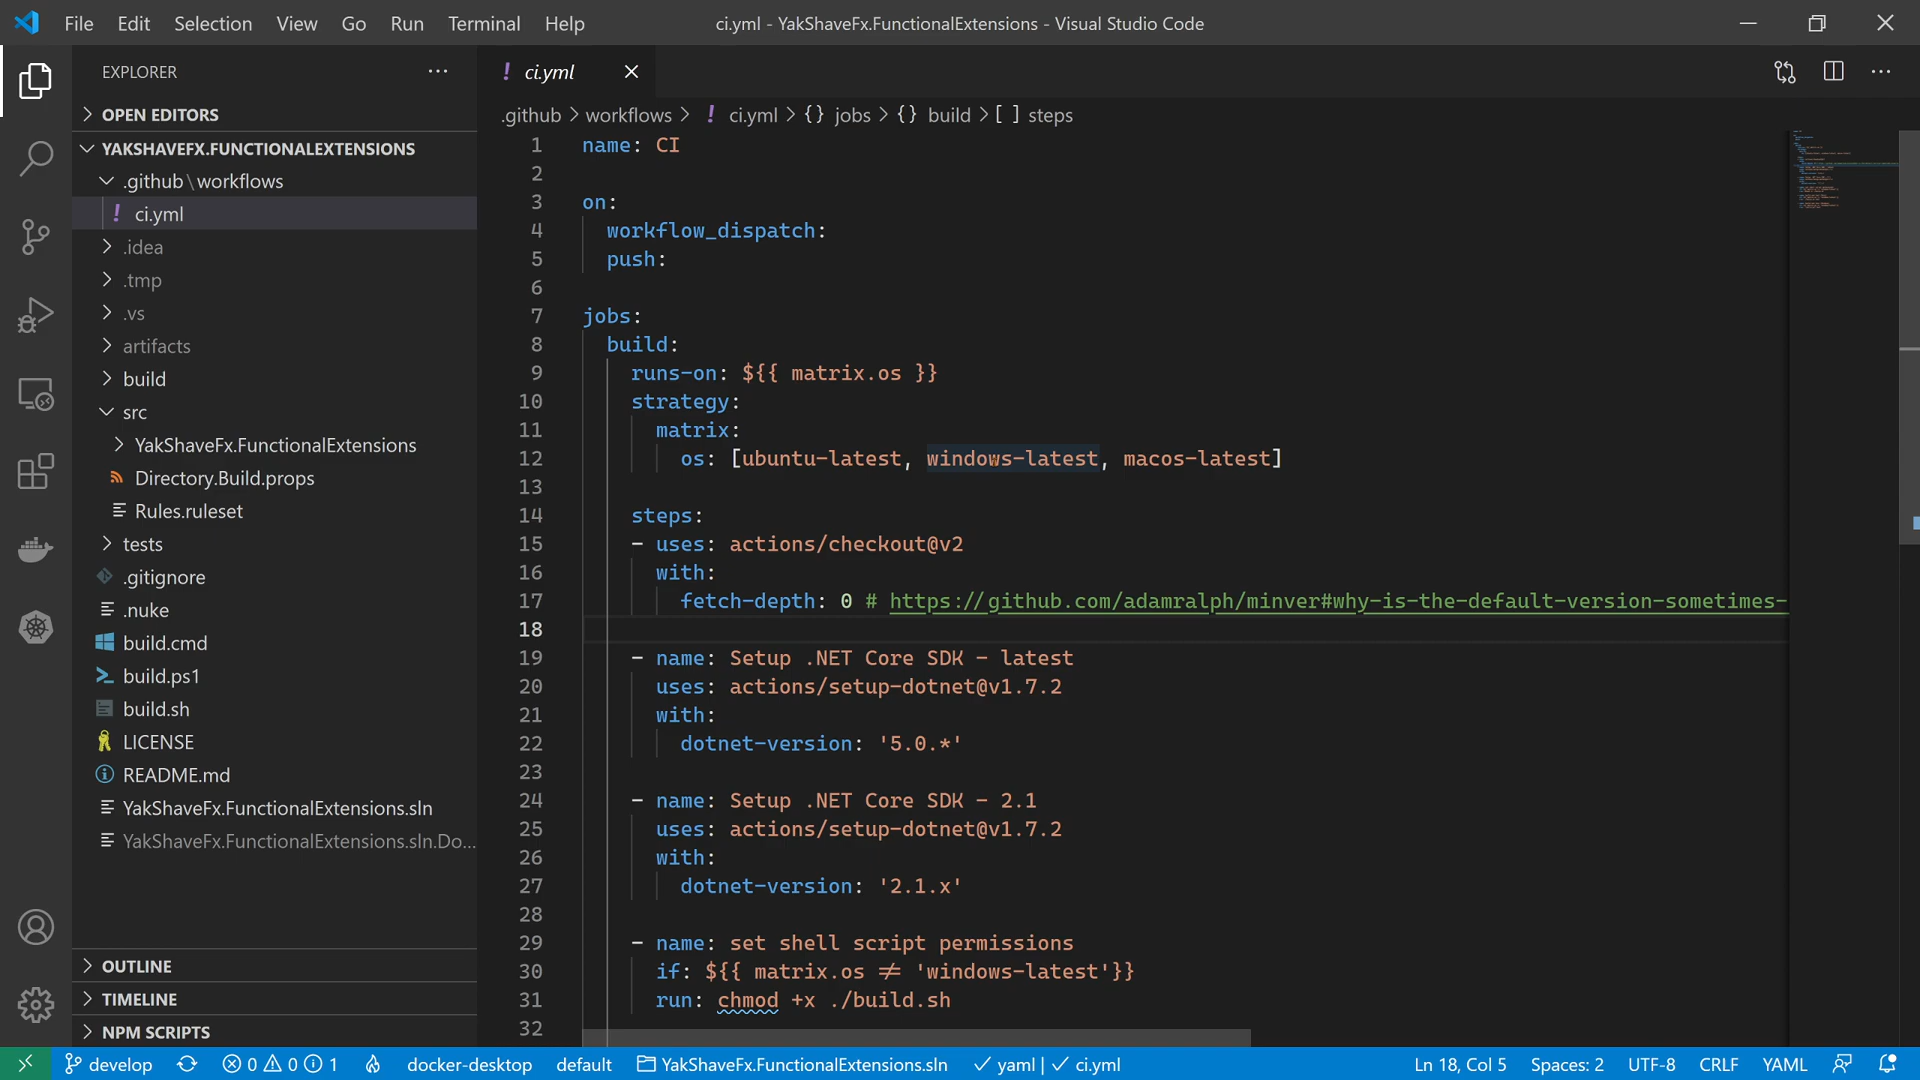 File Edit Selection View Go Run Terminal Help
ci.yml - YakShaveFx.FunctionalExtensions - Visual Studio Code
EXPLORER
OPEN EDITORS
YAKSHAVEFX.FUNCTIONALEXTENSIONS
.github\workflows
! ci.yml
.idea
.tmp
.vs
artifacts
build
src
YakShaveFx.FunctionalExtensions
Directory.Build.props
Rules.ruleset
tests
.gitignore
.nuke
build.cmd
build.ps1
build.sh
LICENSE
README.md
YakShaveFx.FunctionalExtensions.sln
YakShaveFx.FunctionalExtensions.sln.Do...
OUTLINE
TIMELINE
NPM SCRIPTS
! ci.yml
.github > workflows > ! ci.yml > {} jobs > {} build > [ ] steps
1 name: CI
2
3 on:
4 workflow_dispatch:
5 push:
6
7 jobs:
8 build:
9 runs-on: ${{ matrix.os }}
10 strategy:
11 matrix:
12 os: [ubuntu-latest, windows-latest, macos-latest]
13
14 steps:
15 - uses: actions/checkout@v2
16 with:
17 fetch-depth: 0 # https://github.com/adamralph/minver#why-is-the-default-version-sometimes-
18
19 - name: Setup .NET Core SDK - latest
20 uses: actions/setup-dotnet@v1.7.2
21 with:
22 dotnet-version: '5.0.*'
23
24 - name: Setup .NET Core SDK - 2.1
25 uses: actions/setup-dotnet@v1.7.2
26 with:
27 dotnet-version: '2.1.x'
28
29 - name: set shell script permissions
30 if: ${{ matrix.os != 'windows-latest'}}
31 run: chmod +x ./build.sh
32
develop 0 0 1 docker-desktop default YakShaveFx.FunctionalExtensions.sln ✓ yaml | ✓ ci.yml Ln 18, Col 5 Spaces: 2 UTF-8 CRLF YAML